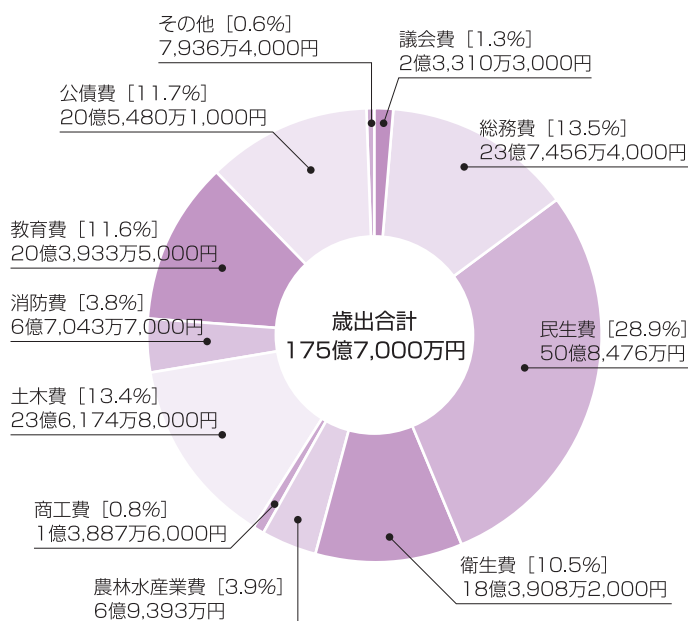 その他 [0.6%]
7,936万4,000円
議会費 [1.3%]
2億3,310万3,000円
公債費 [11.7%]
20億5,480万1,000円
総務費 [13.5%]
23億7,456万4,000円
教育費 [11.6%]
20億3,933万5,000円
消防費 [3.8%]
6億7,043万7,000円
歳出合計
175億7,000万円
民生費 [28.9%]
50億8,476万円
土木費 [13.4%]
23億6,174万8,000円
商工費 [0.8%]
1億3,887万6,000円
農林水産業費 [3.9%]
6億9,393万円
衛生費 [10.5%]
18億3,908万2,000円